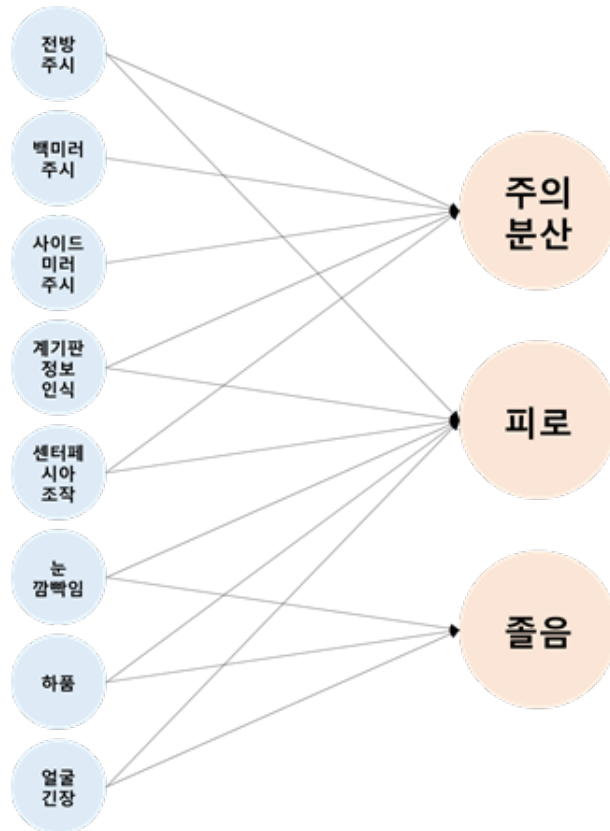 전방
주시
백미러
주시
사이드
미러
주시
계기판
정보
인식
센터페
시아
조작
눈
깜빡임
하품
얼굴
긴장
주의
분산
피로
졸음